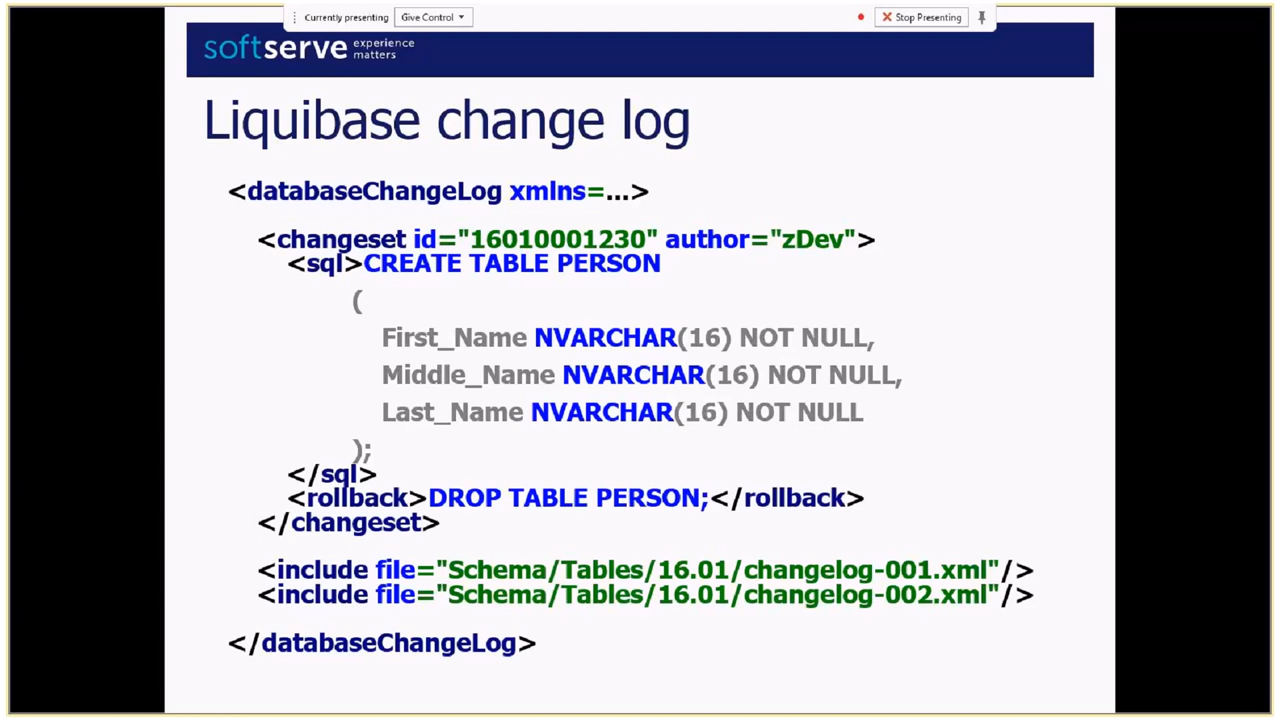 Currently presenting Give Control Stop Presenting
softserve experience matters
Liquibase change log
<databaseChangeLog xmlns=...>
<changeset id="16010001230" author="zDev">
<sql>CREATE TABLE PERSON
(
First_Name NVARCHAR(16) NOT NULL,
Middle_Name NVARCHAR(16) NOT NULL,
Last_Name NVARCHAR(16) NOT NULL
);
</sql>
<rollback>DROP TABLE PERSON;</rollback>
</changeset>
<include file="Schema/Tables/16.01/changelog-001.xml"/>
<include file="Schema/Tables/16.01/changelog-002.xml"/>
</databaseChangeLog>